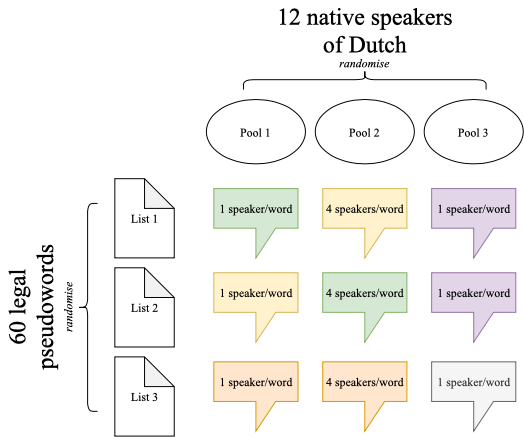 12 native speakers
of Dutch
randomise
Pool 1
Pool 2
Pool 3
60 legal
pseudowords
randomise
List 1
1 speaker/word
4 speakers/word
1 speaker/word
List 2
1 speaker/word
4 speakers/word
1 speaker/word
List 3
1 speaker/word
4 speakers/word
1 speaker/word